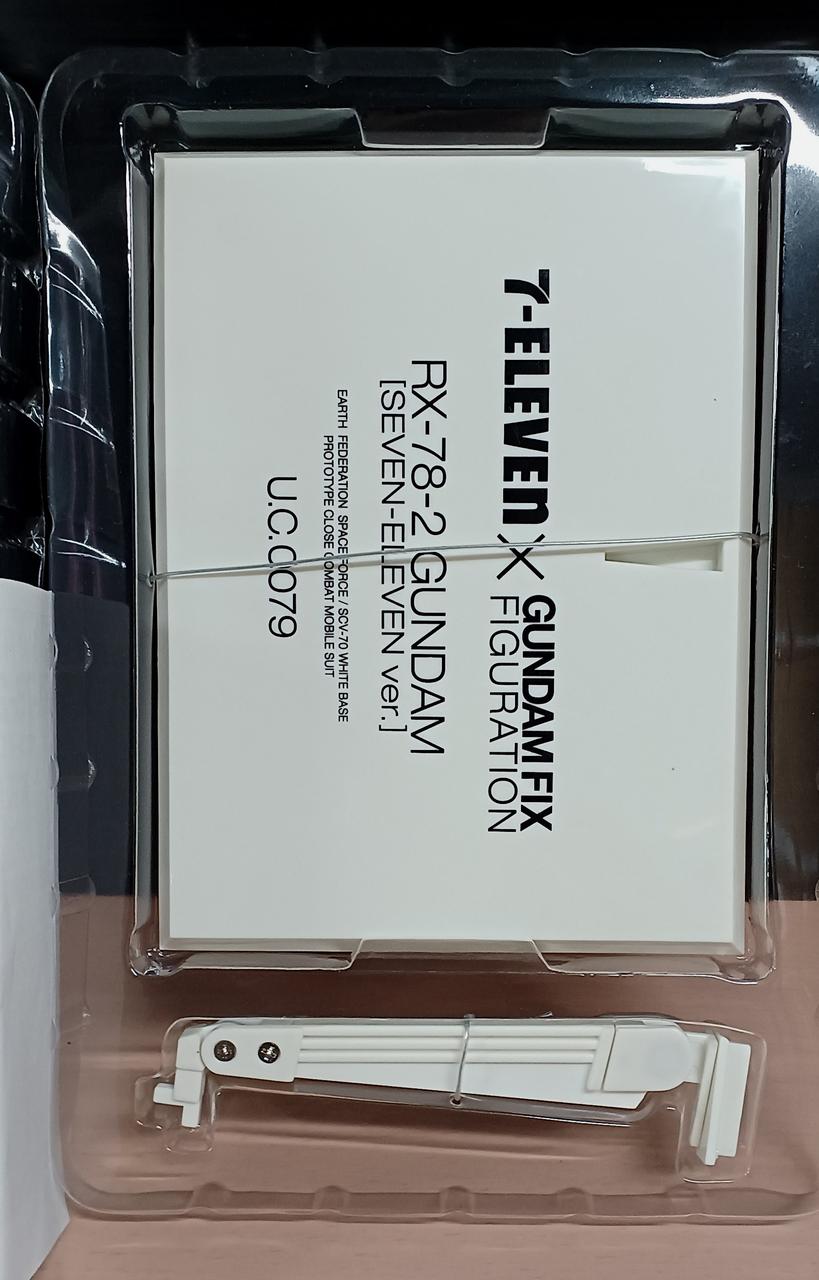 7-ELEVEn X GUNDAM FIX FIGURATION
RX-78-2 GUNDAM
[SEVEN-ELEVEN ver.]
EARTH FEDERATION SPACE FORCE / SCV-70 WHITE BASE
PROTOTYPE CLOSE COMBAT MOBILE SUIT
U.C.0079